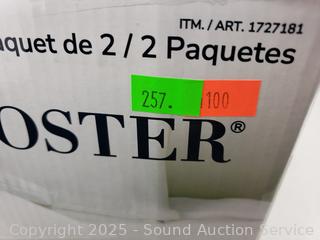 ITM. / ART. 1727181
aquet de 2 / 2 Paquetes
257. 100
OSTER®
Copyright © 2025 - Sound Auction Service